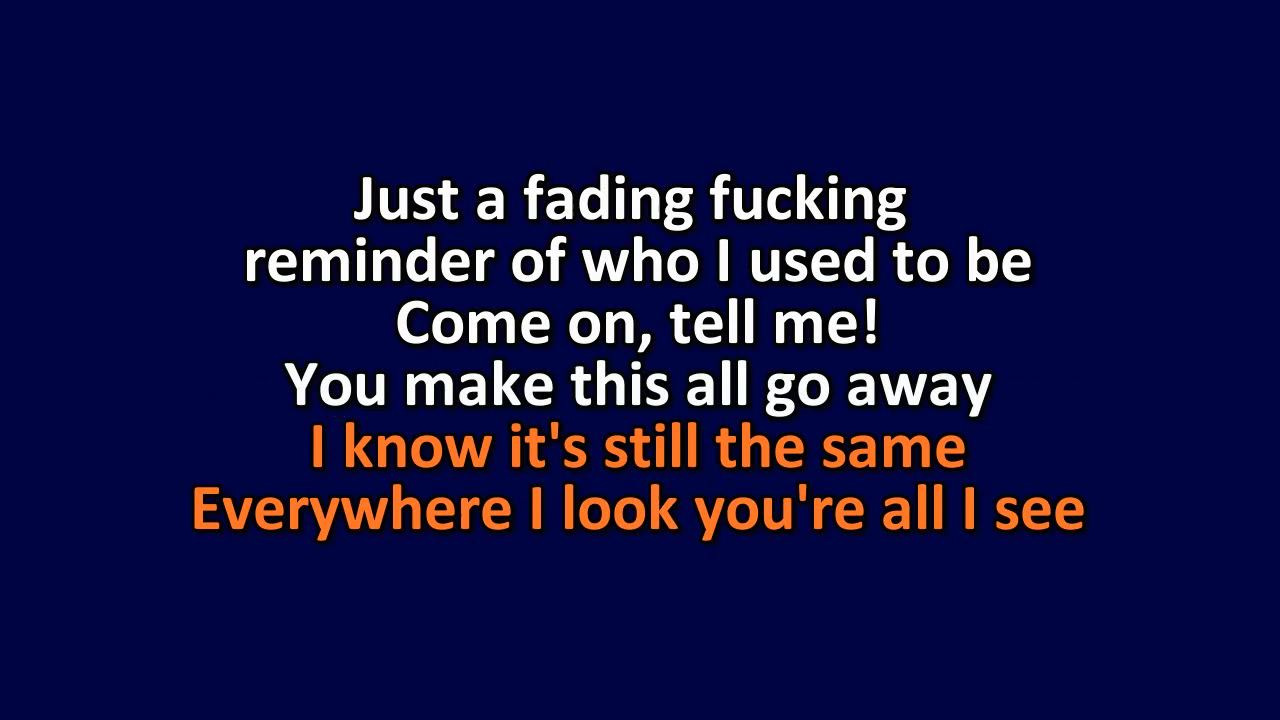 Just a fading fucking
reminder of who I used to be
Come on, tell me!
You make this all go away
I know it's still the same
Everywhere I look you're all I see